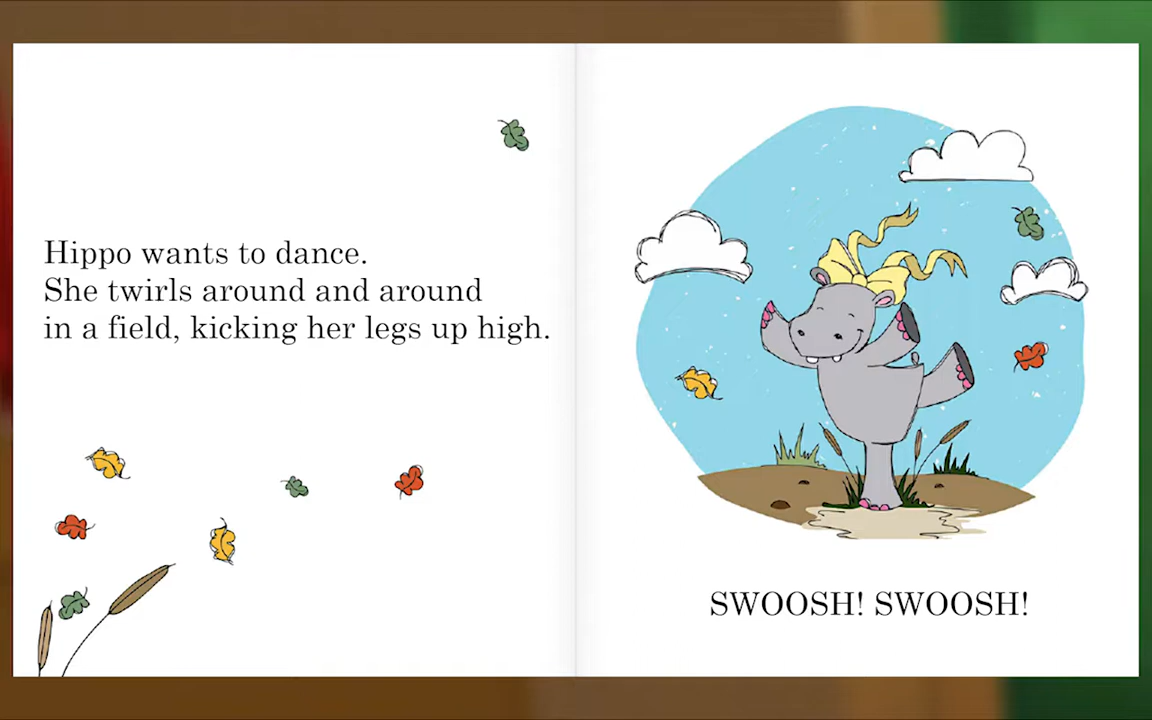 Hippo wants to dance.
She twirls around and around
in a field, kicking her legs up high.
SWOOSH! SWOOSH!